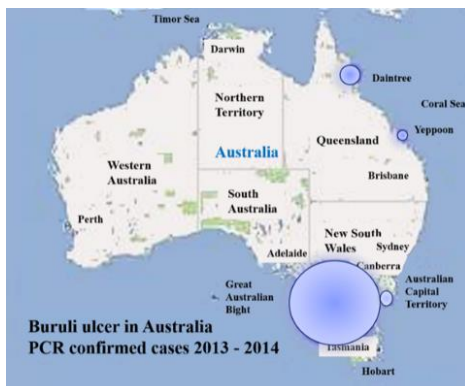 Timor Sea
Darwin
Daintree
Northern
Territory
Coral Sea
Yeppoon
Queensland
Australia
Western
Australia
Brisbane
South
Australia
Perth
New South
Wales
Sydney
Adelaide
Canberra
Great
Australian
Bight
Australian
Capital
Territory
Buruli ulcer in Australia
PCR confirmed cases 2013 - 2014
Tasmania
Hobart